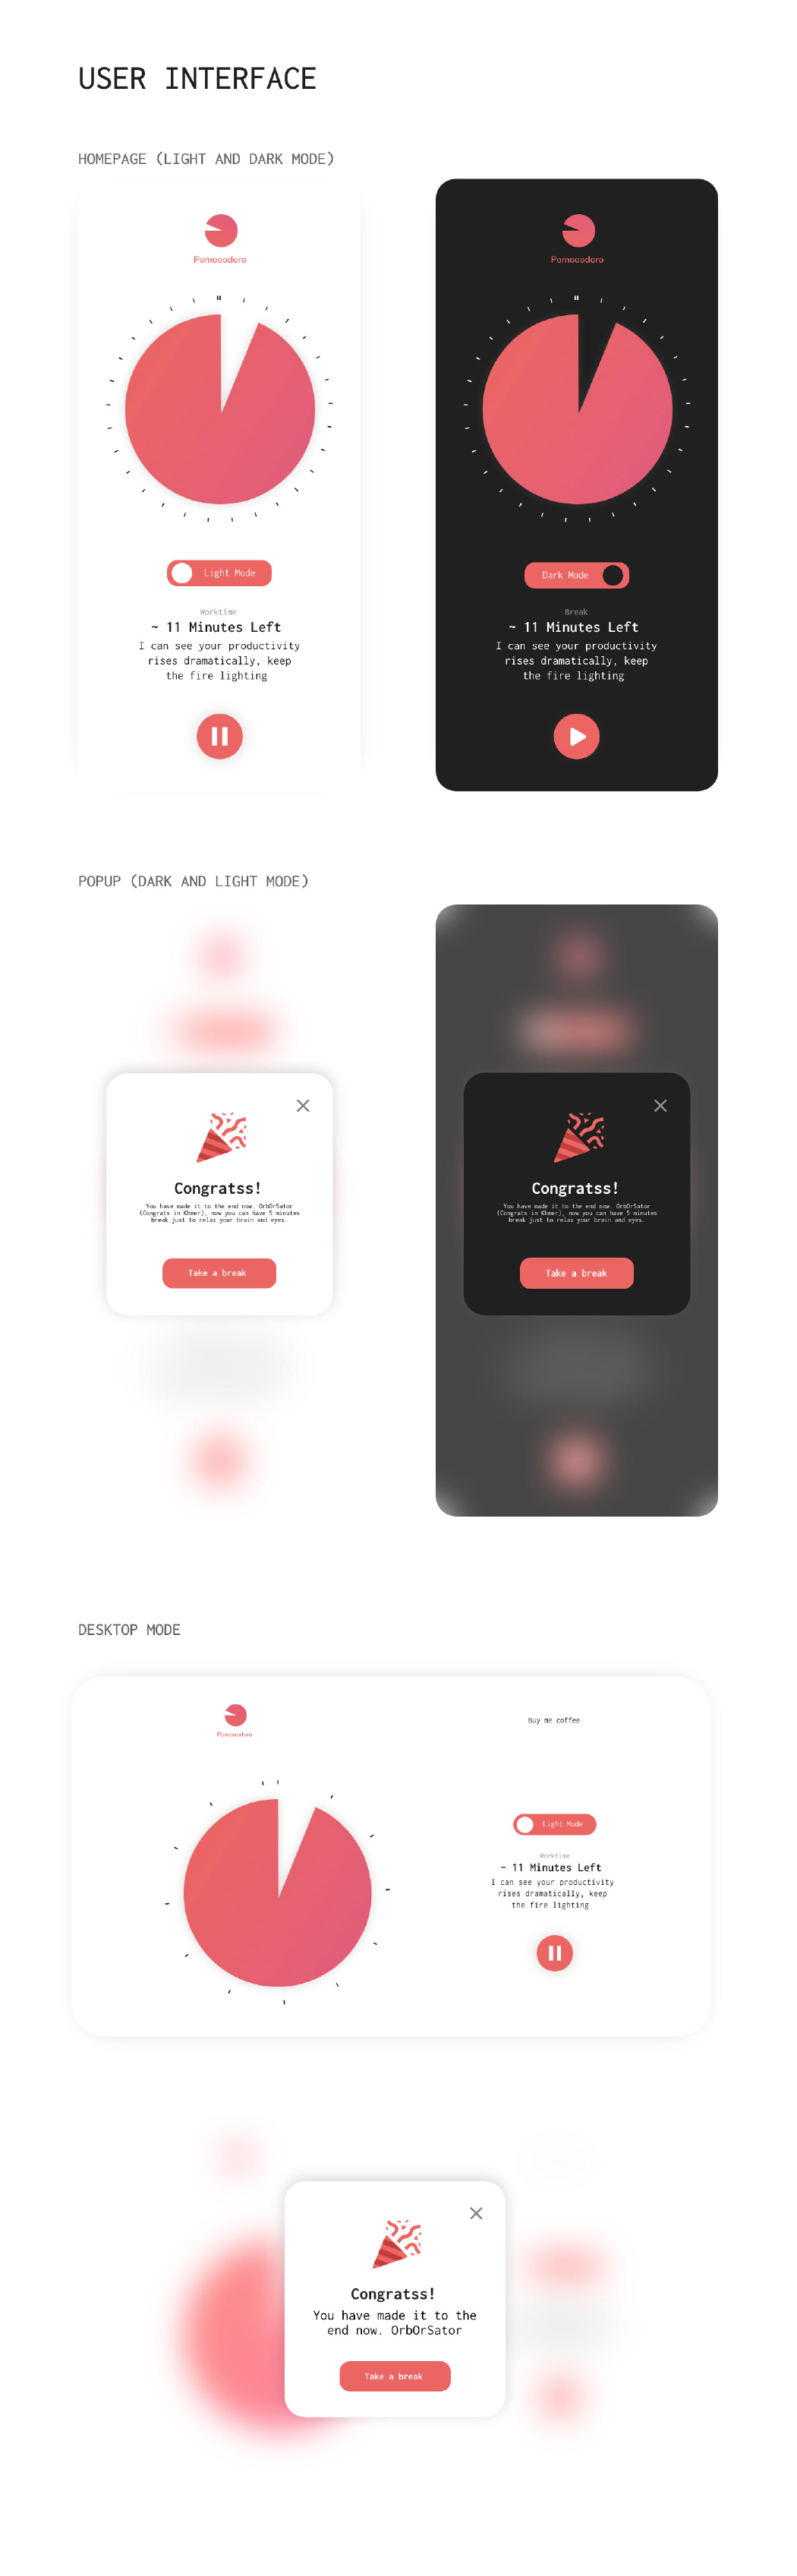 USER INTERFACE
HOMEPAGE (LIGHT AND DARK MODE)
Pomooodoro
Light Mode
Worktime
~ 11 Minutes Left
I can see your productivity
rises dramatically, keep
the fire lighting
Pomooodoro
Dark Mode
Break
~ 11 Minutes Left
I can see your productivity
rises dramatically, keep
the fire lighting
POPUP (DARK AND LIGHT MODE)
Congratss!
You have made it to the end now. OrbOrSator
(Congrats in Khmer), now you can have 5 minutes
break just to relax your brain and eyes.
Take a break
Congratss!
You have made it to the end now. OrbOrSator
(Congrats in Khmer), now you can have 5 minutes
break just to relax your brain and eyes.
Take a break
DESKTOP MODE
Pomooodoro
Buy me coffee
Light Mode
Worktime
~ 11 Minutes Left
I can see your productivity
rises dramatically, keep
the fire lighting
Congratss!
You have made it to the
end now. OrbOrSator
Take a break